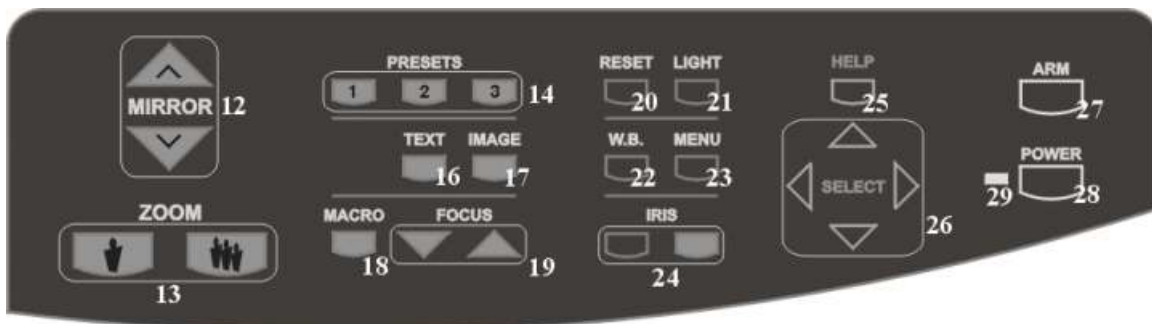 PRESETS
1 2 3 14
RESET LIGHT
20 21
HELP
25
ARM
27
MIRROR 12
TEXT IMAGE
16 17
W.B. MENU
22 23
SELECT
26
POWER
29 28
ZOOM
13
MACRO FOCUS
18 19
IRIS
24